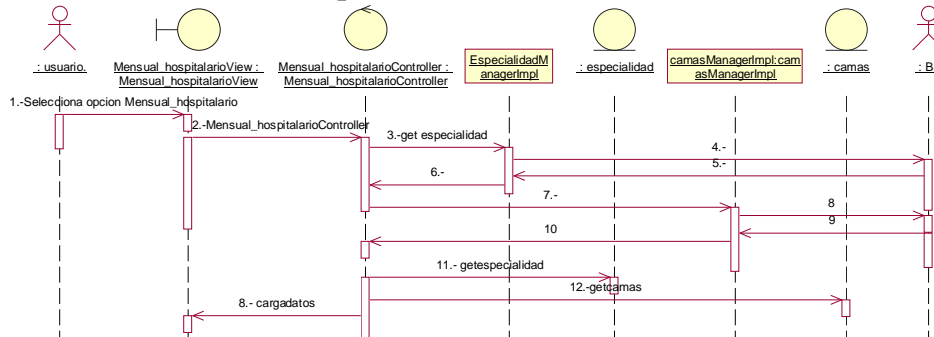 : usuario.
Mensual_hospitalarioView :
Mensual_hospitalarioView
Mensual_hospitalarioController :
Mensual_hospitalarioController
EspecialidadM
anagerImpl
: especialidad
camasManagerImpl:cam
asManagerImpl
: camas
: B
1.-Selecciona opcion Mensual_hospitalario
2.-Mensual_hospitalarioController
3.-get especialidad
4.-
5.-
6.-
7.-
8
9
10
11.- getespecialidad
12.-getcamas
8.- cargadatos